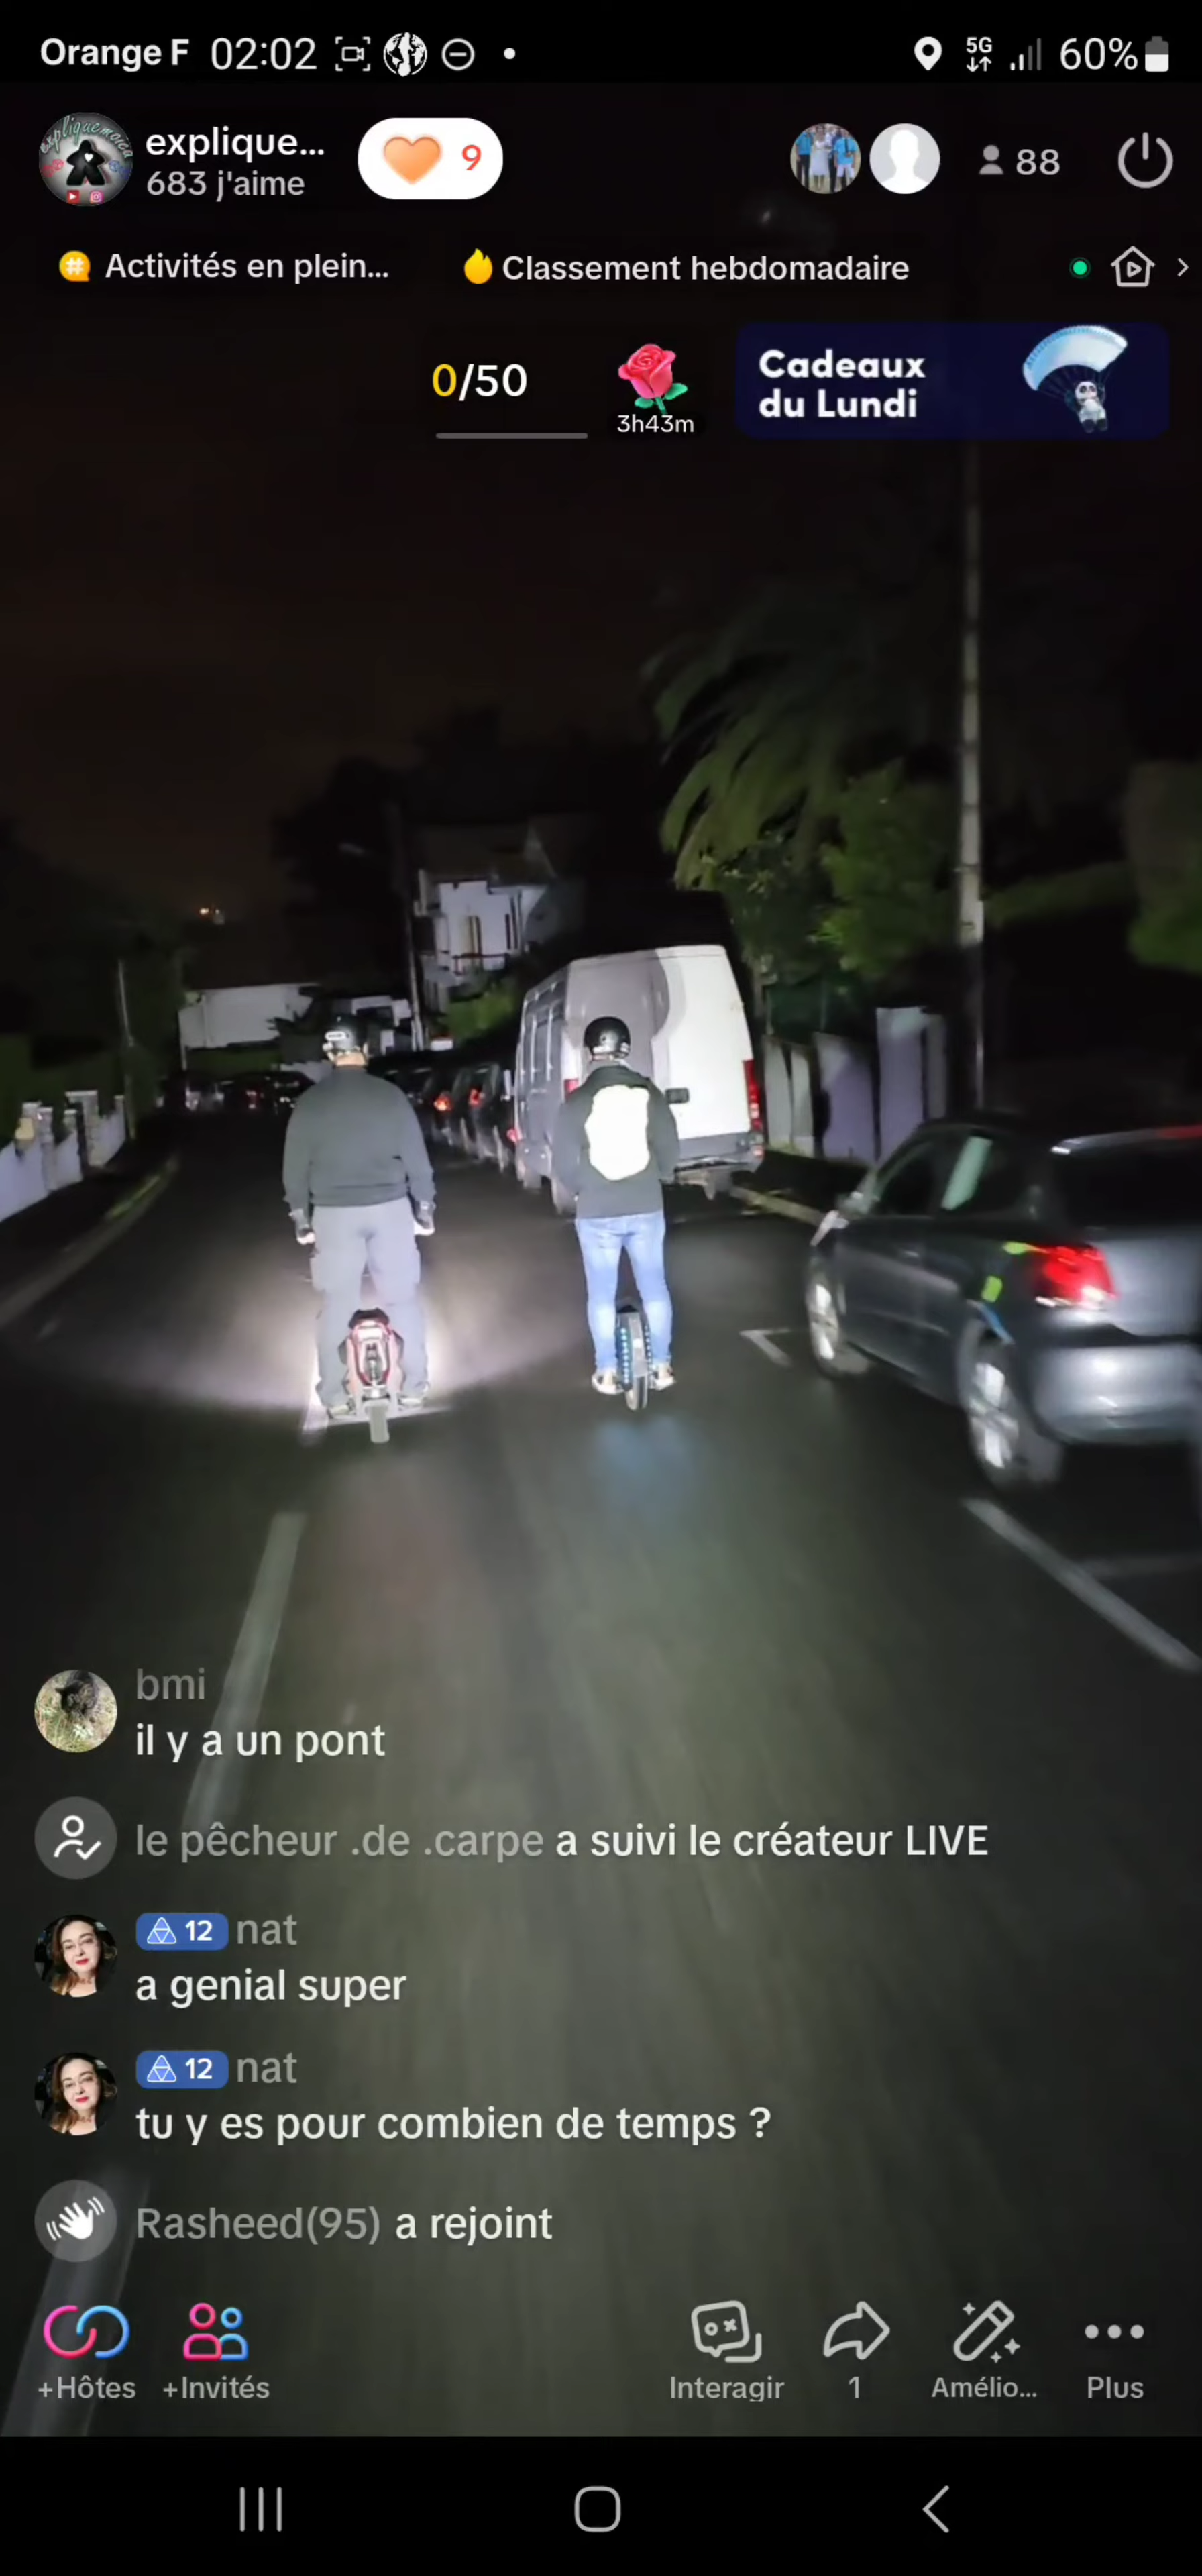 Orange F 02:02 5G 60%
expliquemoica
explique... 9 88
683 j'aime
Activités en plein... Classement hebdomadaire
0/50 Cadeaux
du Lundi
3h43m
bmi
il y a un pont
le pêcheur .de .carpe a suivi le créateur LIVE
12 nat
a genial super
12 nat
tu y es pour combien de temps ?
Rasheed(95) a rejoint
+Hôtes +Invités Interagir 1 Amélio... Plus